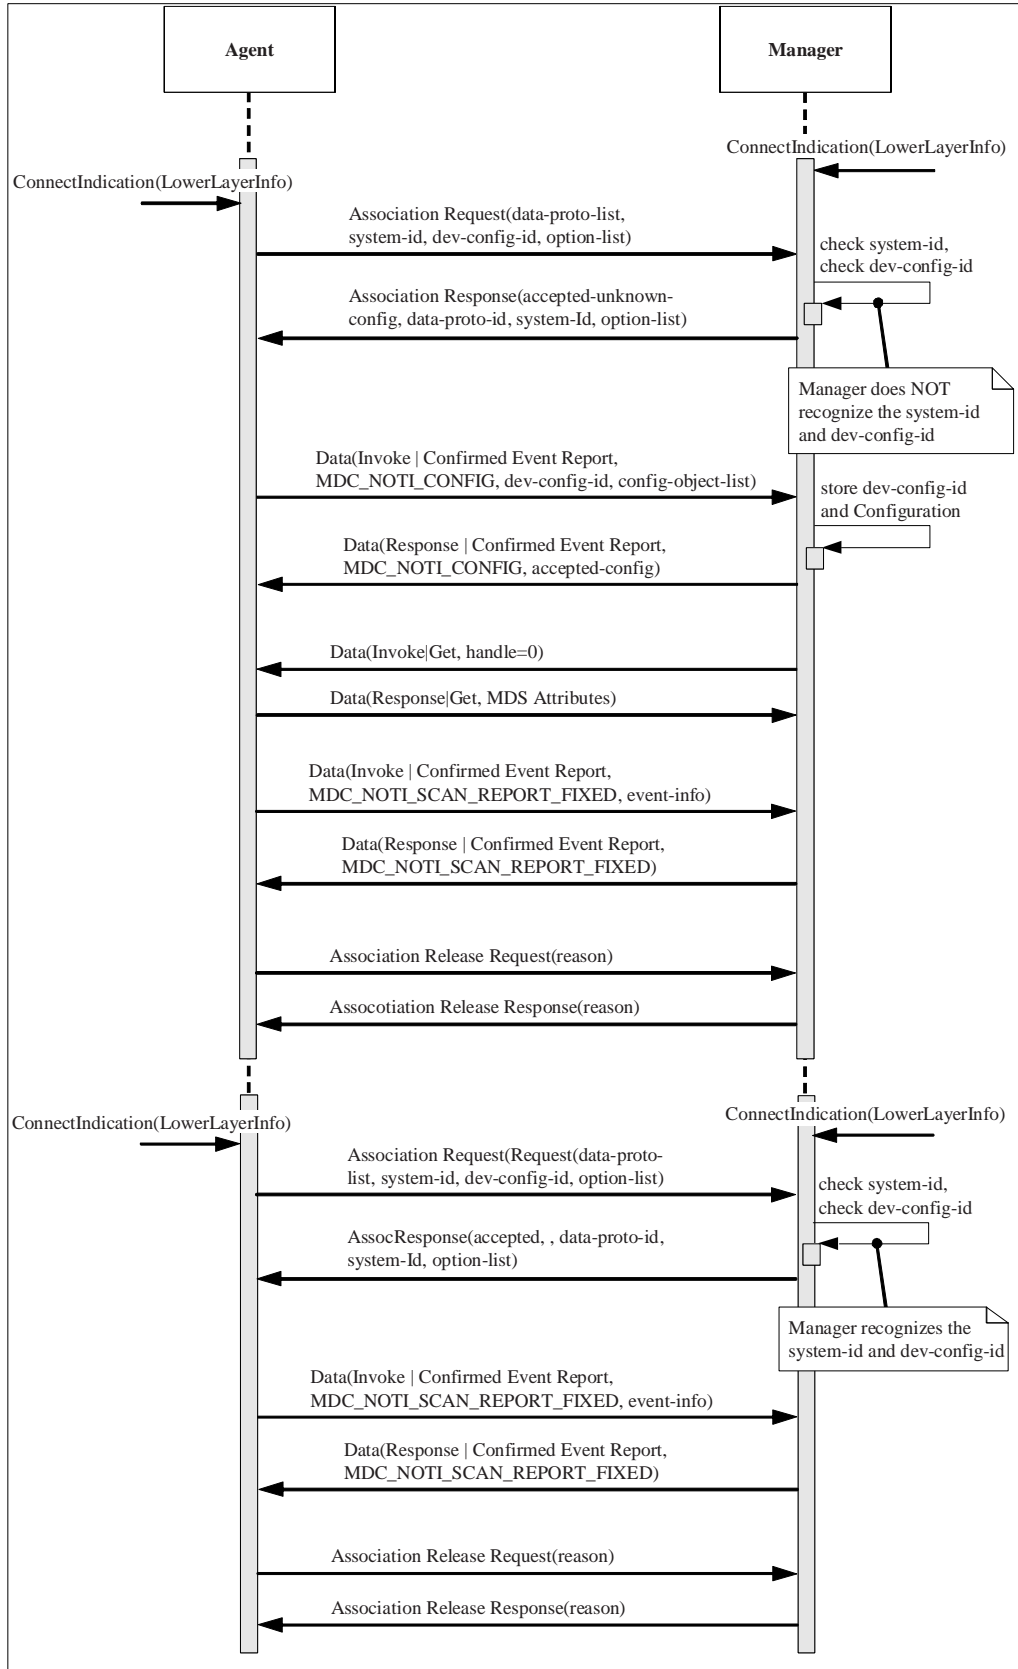 Agent
Manager
ConnectIndication(LowerLayerInfo)
ConnectIndication(LowerLayerInfo)
Association Request(data-proto-list,
system-id, dev-config-id, option-list)
check system-id,
check dev-config-id
Association Response(accepted-unknown-
config, data-proto-id, system-Id, option-list)
Manager does NOT
recognize the system-id
and dev-config-id
Data(Invoke | Confirmed Event Report,
MDC_NOTI_CONFIG, dev-config-id, config-object-list)
store dev-config-id
and Configuration
Data(Response | Confirmed Event Report,
MDC_NOTI_CONFIG, accepted-config)
Data(Invoke|Get, handle=0)
Data(Response|Get, MDS Attributes)
Data(Invoke | Confirmed Event Report,
MDC_NOTI_SCAN_REPORT_FIXED, event-info)
Data(Response | Confirmed Event Report,
MDC_NOTI_SCAN_REPORT_FIXED)
Association Release Request(reason)
Assocotiation Release Response(reason)
ConnectIndication(LowerLayerInfo)
ConnectIndication(LowerLayerInfo)
Association Request(Request(data-proto-
list, system-id, dev-config-id, option-list)
check system-id,
check dev-config-id
AssocResponse(accepted, , data-proto-id,
system-Id, option-list)
Manager recognizes the
system-id and dev-config-id
Data(Invoke | Confirmed Event Report,
MDC_NOTI_SCAN_REPORT_FIXED, event-info)
Data(Response | Confirmed Event Report,
MDC_NOTI_SCAN_REPORT_FIXED)
Association Release Request(reason)
Association Release Response(reason)